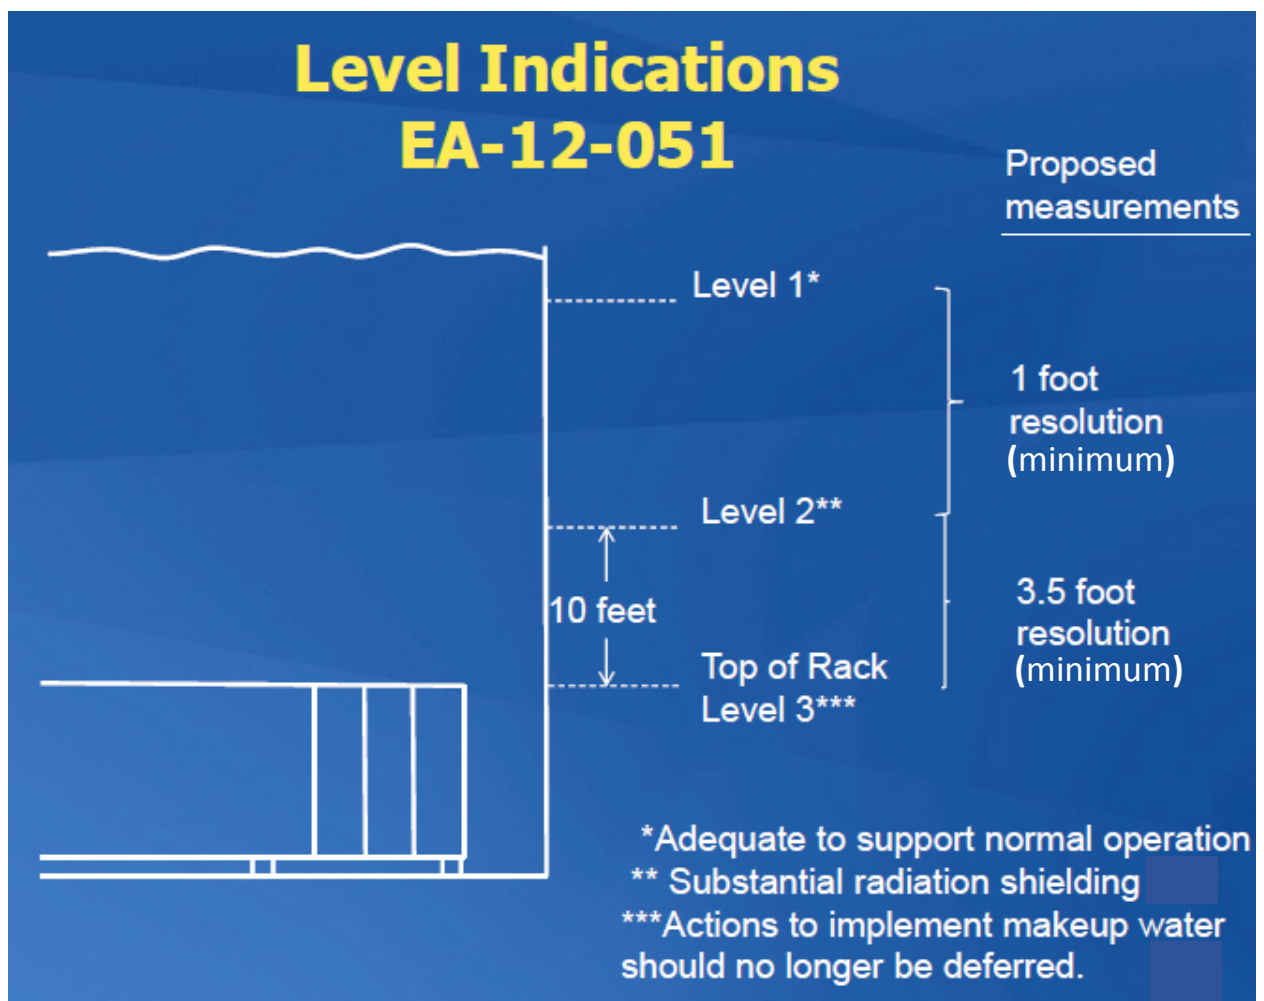 Level Indications
EA-12-051
Proposed
measurements
Level 1*
1 foot
resolution
(minimum)
Level 2**
10 feet
3.5 foot
resolution
(minimum)
Top of Rack
Level 3***
*Adequate to support normal operation
** Substantial radiation shielding
***Actions to implement makeup water
should no longer be deferred.